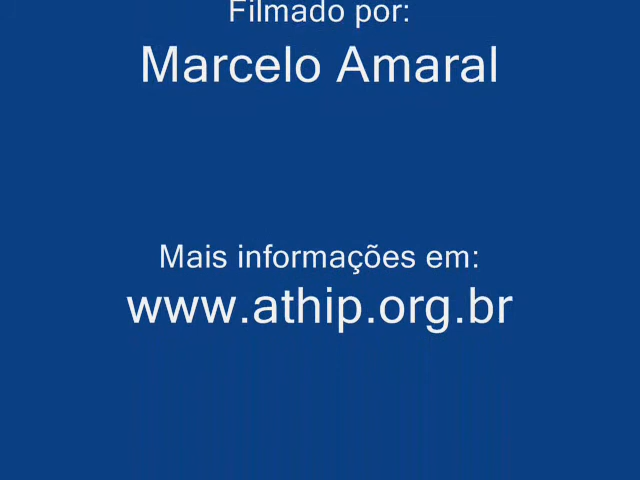 Filmado por:
Marcelo Amaral
Mais informações em:
www.athip.org.br